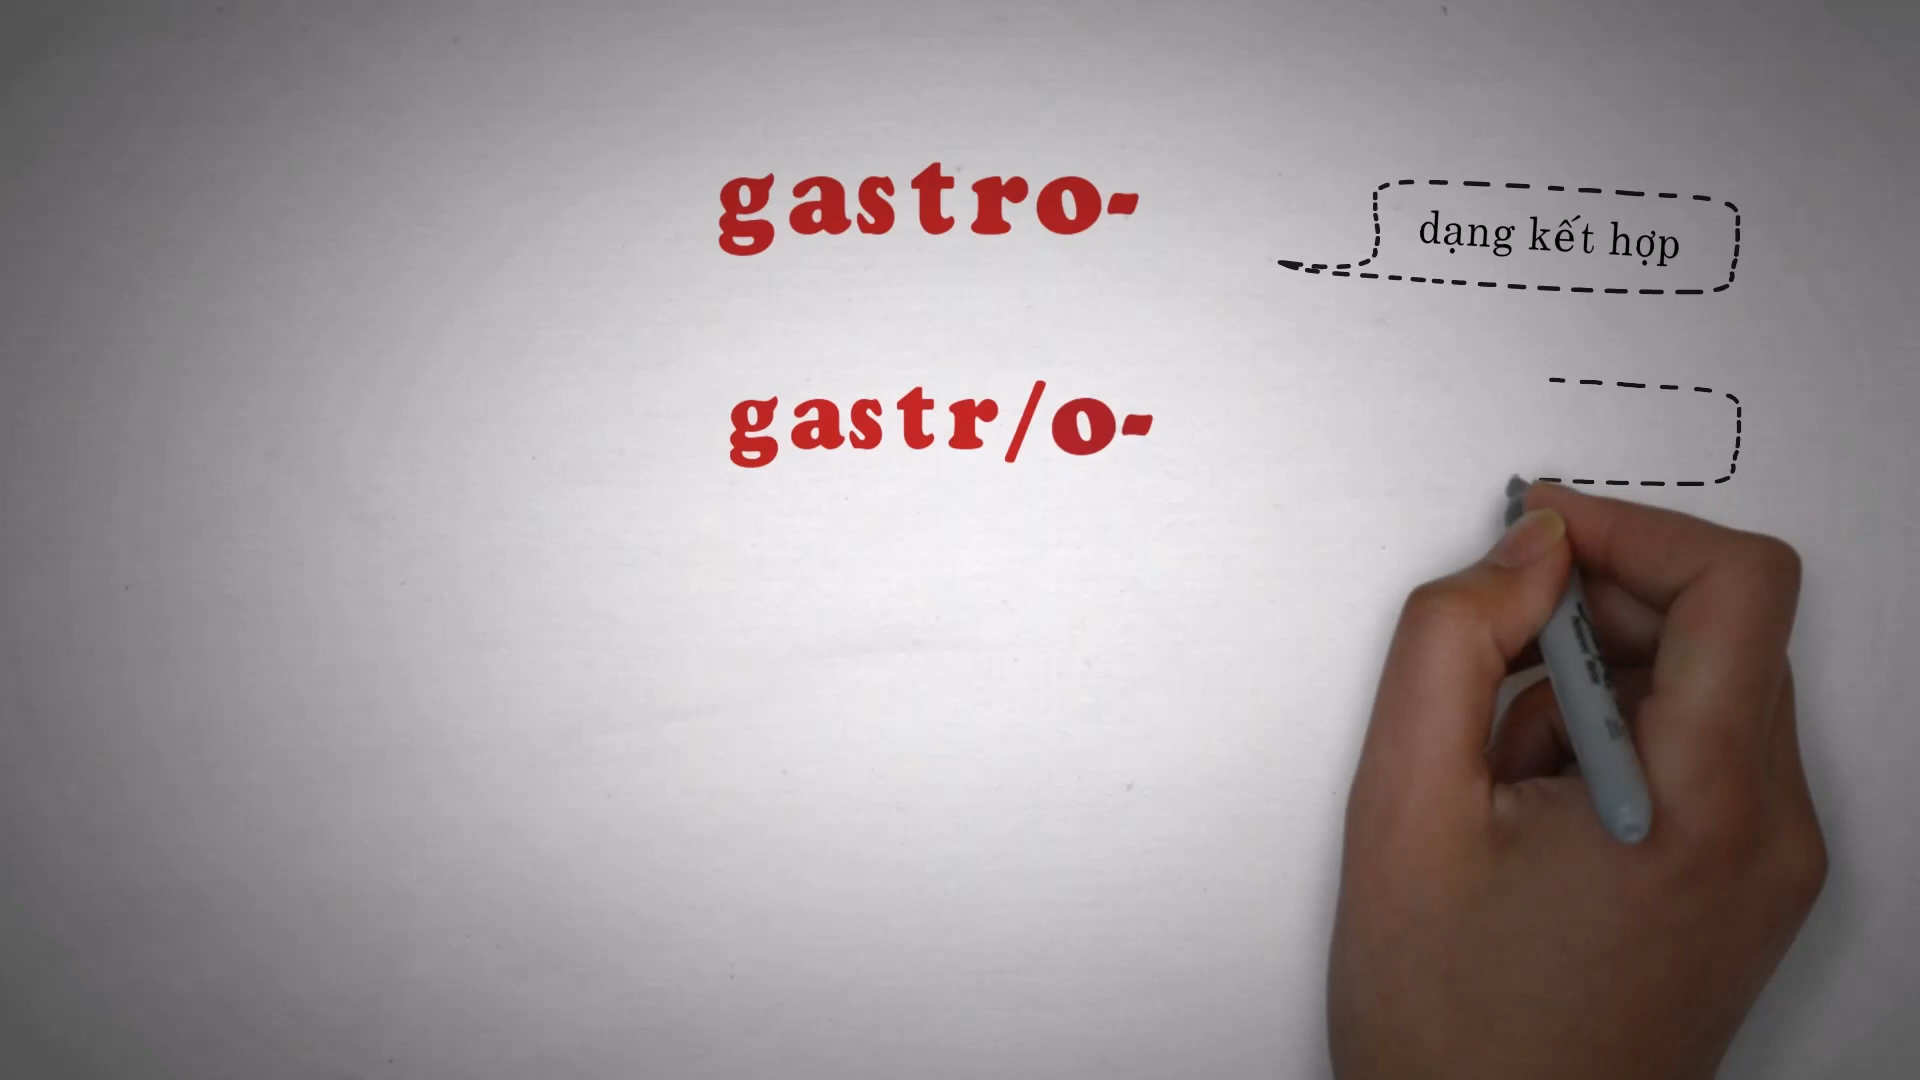 gastro-
dạng kết hợp
gastr/o-